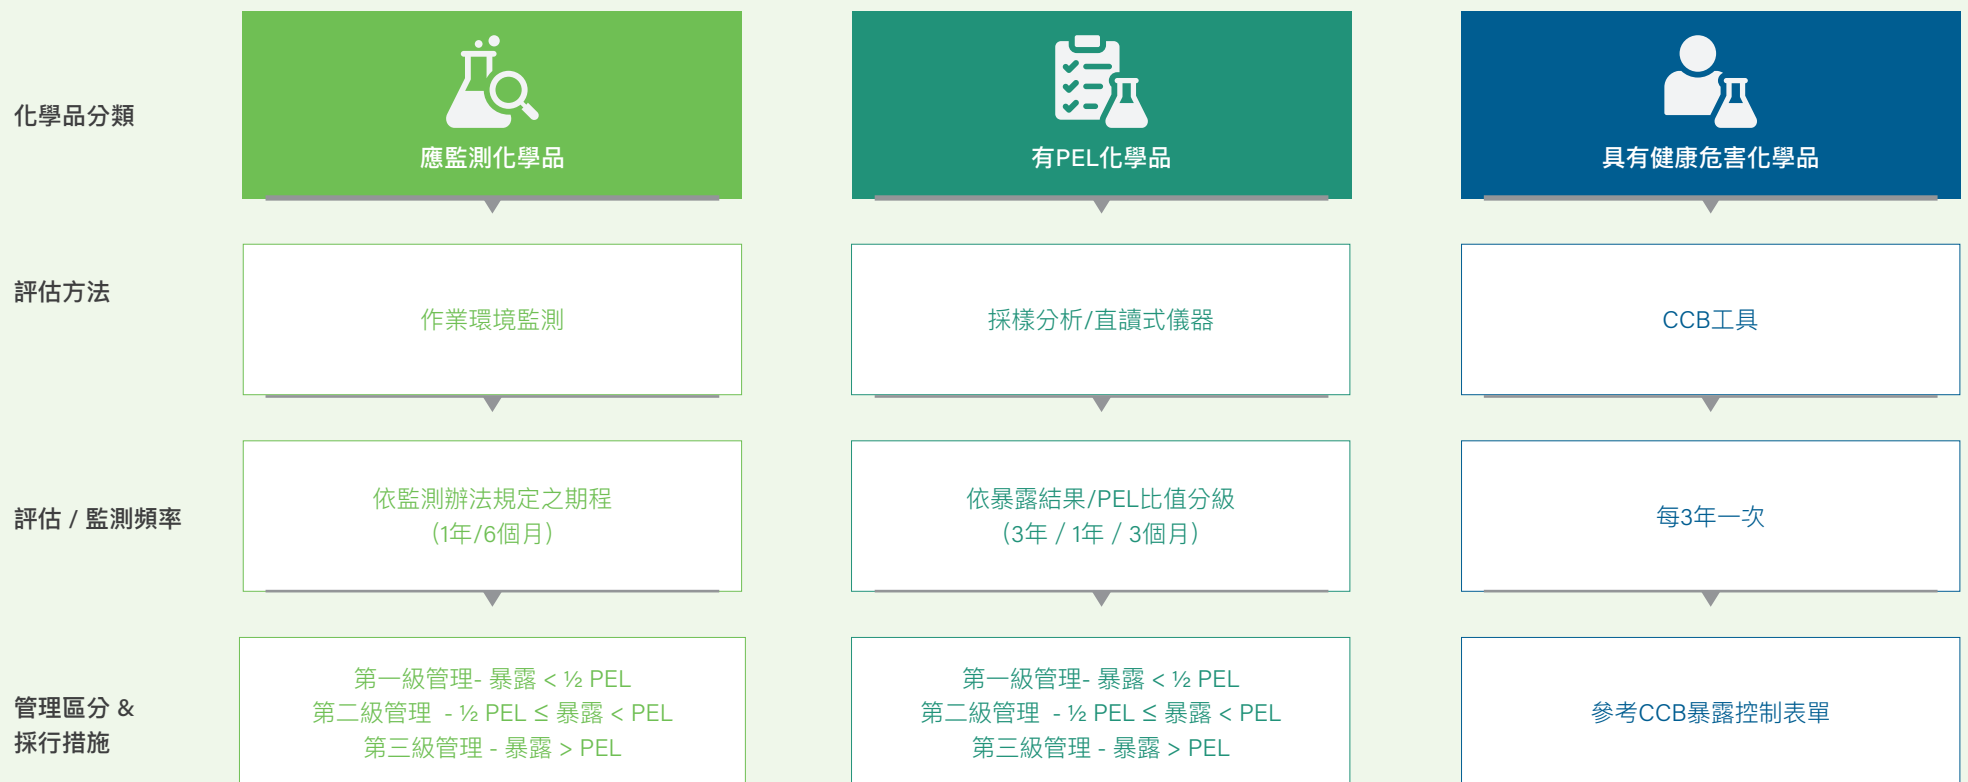 化學品分類
應監測化學品
有PEL化學品
具有健康危害化學品
評估方法
作業環境監測
採樣分析/直讀式儀器
CCB工具
評估 / 監測頻率
依監測辦法規定之期程
(1年/6個月)
依暴露結果/PEL比值分級
(3年 / 1年 / 3個月)
每3年一次
管理區分 &
採行措施
第一級管理- 暴露 < ½ PEL
第二級管理 - ½ PEL ≤ 暴露 < PEL
第三級管理 - 暴露 > PEL
第一級管理- 暴露 < ½ PEL
第二級管理 - ½ PEL ≤ 暴露 < PEL
第三級管理 - 暴露 > PEL
參考CCB暴露控制表單